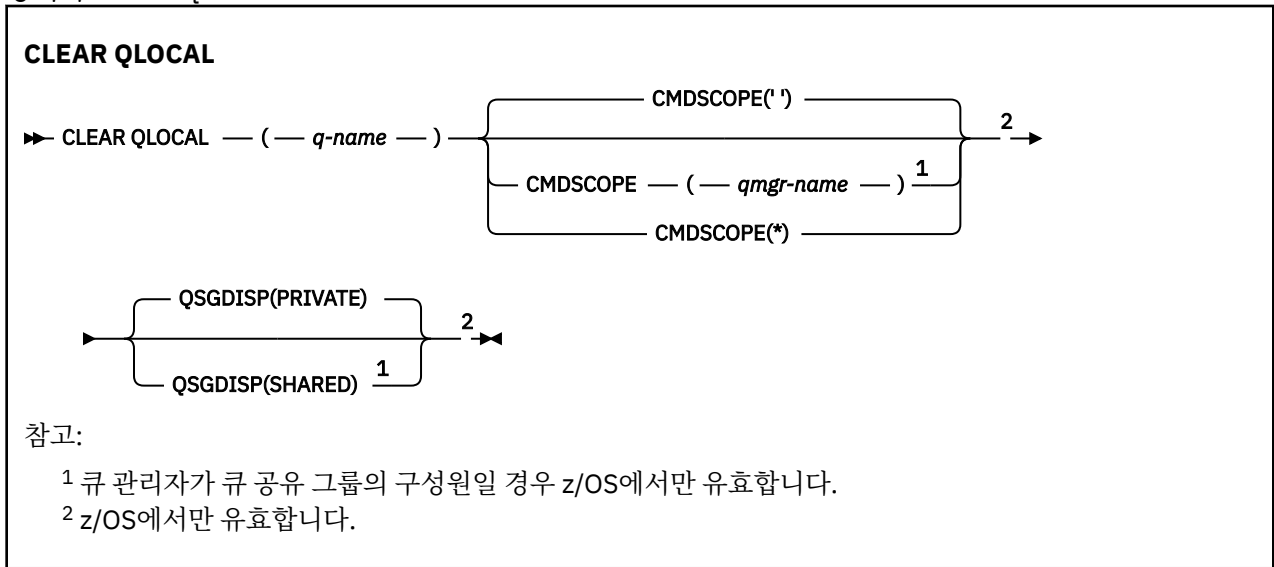 CLEAR QLOCAL
CMDSCOPE(' ')
CLEAR QLOCAL ( q-name ) 2
CMDSCOPE ( qmgr-name ) 1
CMDSCOPE(*)
QSGDISP(PRIVATE)
2
QSGDISP(SHARED) 1
참고:
1 큐 관리자가 큐 공유 그룹의 구성원일 경우 z/OS에서만 유효합니다.
2 z/OS에서만 유효합니다.